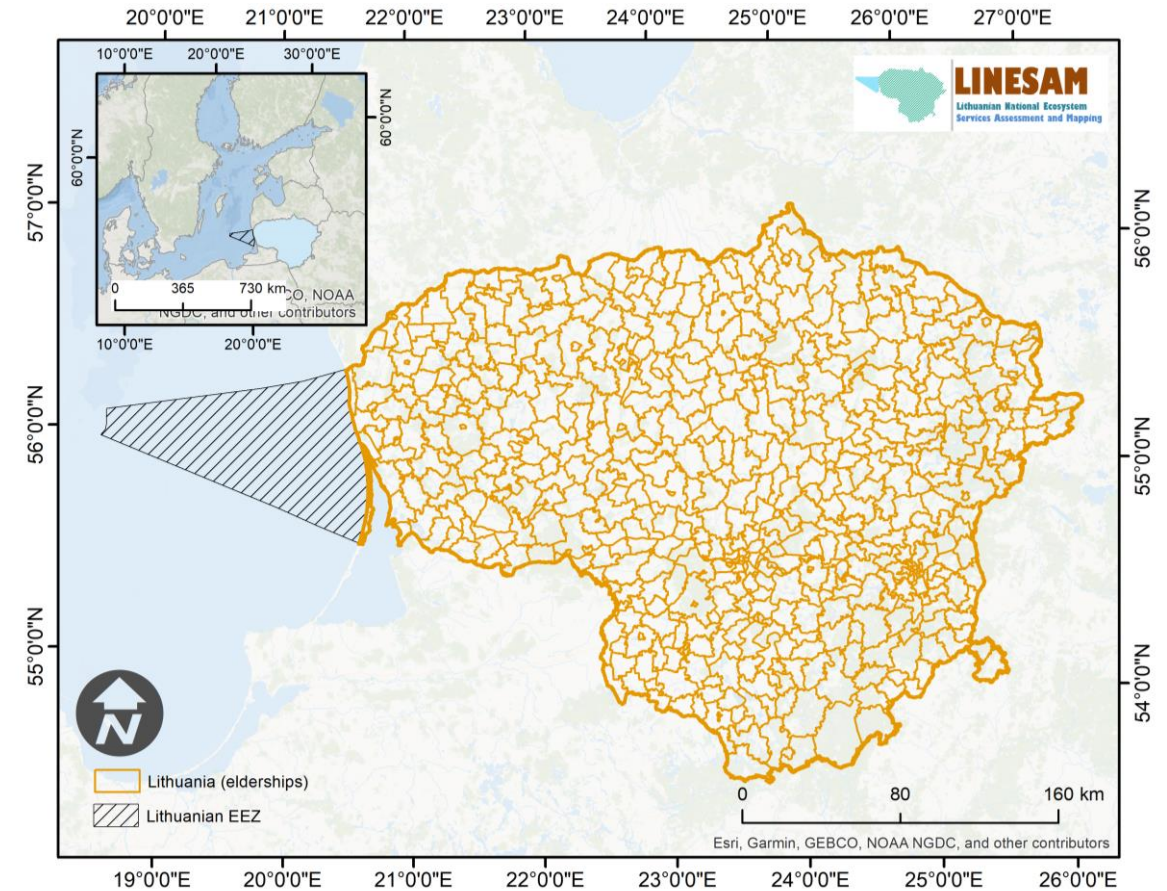 20°0'0"E 21°0'0"E 22°0'0"E 23°0'0"E 24°0'0"E 25°0'0"E 26°0'0"E 27°0'0"E
10°0'0"E 20°0'0"E 30°0'0"E
LINESAM
Lithuanian National Ecosystem
Services Assessment and Mapping
60°0'0"N
60°0'0"N
0 365 730 km
CO, NOAA
NGDC, and other contributors
10°0'0"E 20°0'0"E
57°0'0"N
56°0'0"N
55°0'0"N
56°0'0"N
55°0'0"N
54°0'0"N
N
Lithuania (elderships)
Lithuanian EEZ
0 80 160 km
Esri, Garmin, GEBCO, NOAA NGDC, and other contributors
19°0'0"E 20°0'0"E 21°0'0"E 22°0'0"E 23°0'0"E 24°0'0"E 25°0'0"E 26°0'0"E